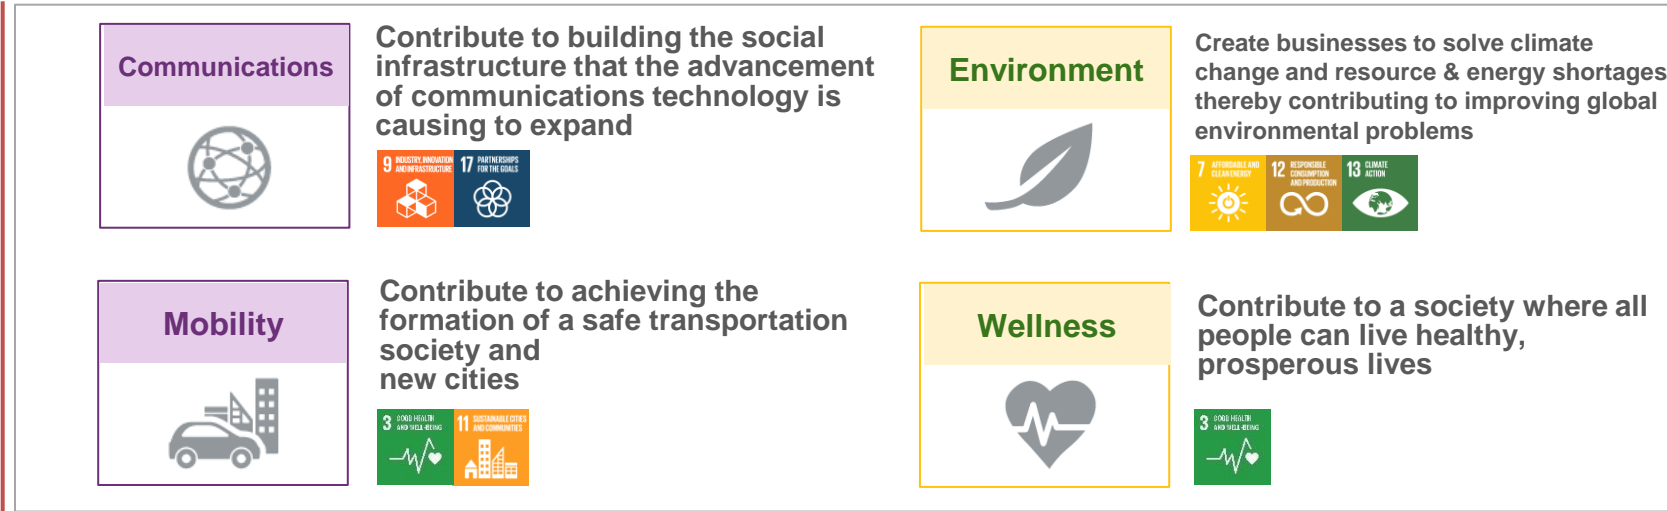 Communications
Contribute to building the social
infrastructure that the advancement
of communications technology is
causing to expand
9 INDUSTRY, INNOVATION
AND INFRASTRUCTURE
17 PARTNERSHIPS
FOR THE GOALS
Environment
Create businesses to solve climate
change and resource & energy shortages
thereby contributing to improving global
environmental problems
7 AFFORDABLE AND
CLEAN ENERGY
12 RESPONSIBLE
CONSUMPTION
AND PRODUCTION
13 CLIMATE
ACTION
Mobility
Contribute to achieving the
formation of a safe transportation
society and
new cities
3 GOOD HEALTH
AND WELL-BEING
11 SUSTAINABLE CITIES
AND COMMUNITIES
Wellness
Contribute to a society where all
people can live healthy,
prosperous lives
3 GOOD HEALTH
AND WELL-BEING